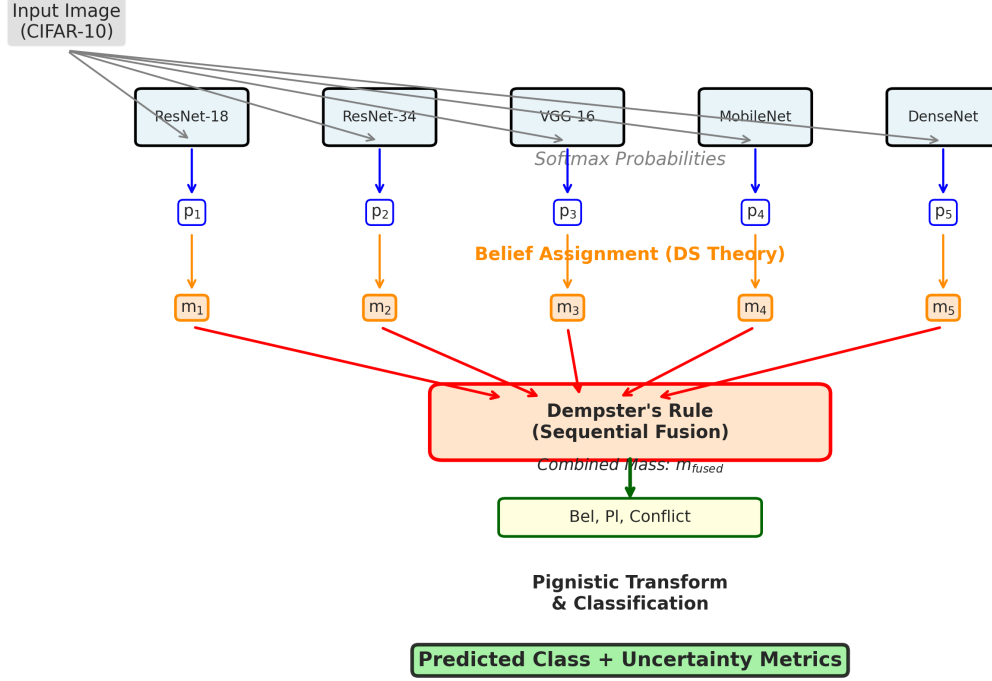 Input Image
(CIFAR-10)
ResNet-18
ResNet-34
VGG-16
MobileNet
DenseNet
Softmax Probabilities
p₁
p₂
p₃
p₄
p₅
Belief Assignment (DS Theory)
m₁
m₂
m₃
m₄
m₅
Dempster's Rule
(Sequential Fusion)
Combined Mass: m_fused
Bel, Pl, Conflict
Pignistic Transform
& Classification
Predicted Class + Uncertainty Metrics